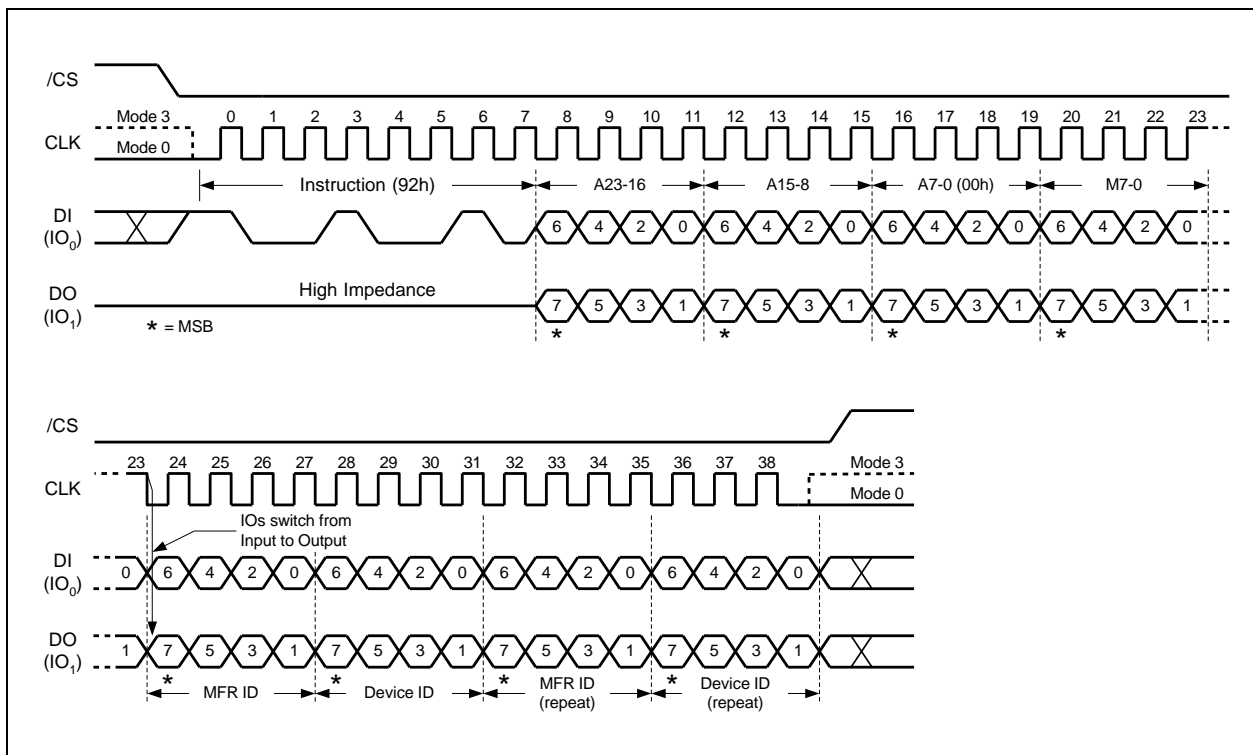 /CS
Mode 3 0 1 2 3 4 5 6 7 8 9 10 11 12 13 14 15 16 17 18 19 20 21 22 23
CLK
Mode 0
Instruction (92h) A23-16 A15-8 A7-0 (00h) M7-0
DI
(IO0)
6 4 2 0 6 4 2 0 6 4 2 0 6 4 2 0
High Impedance
DO
(IO1)
7 5 3 1 7 5 3 1 7 5 3 1 7 5 3 1
* = MSB
* * * *
/CS
23 24 25 26 27 28 29 30 31 32 33 34 35 36 37 38 Mode 3
CLK
Mode 0
IOs switch from
Input to Output
DI
(IO0)
0 6 4 2 0 6 4 2 0 6 4 2 0 6 4 2 0
DO
(IO1)
1 7 5 3 1 7 5 3 1 7 5 3 1 7 5 3 1
* * * *
MFR ID Device ID MFR ID
(repeat)
Device ID
(repeat)